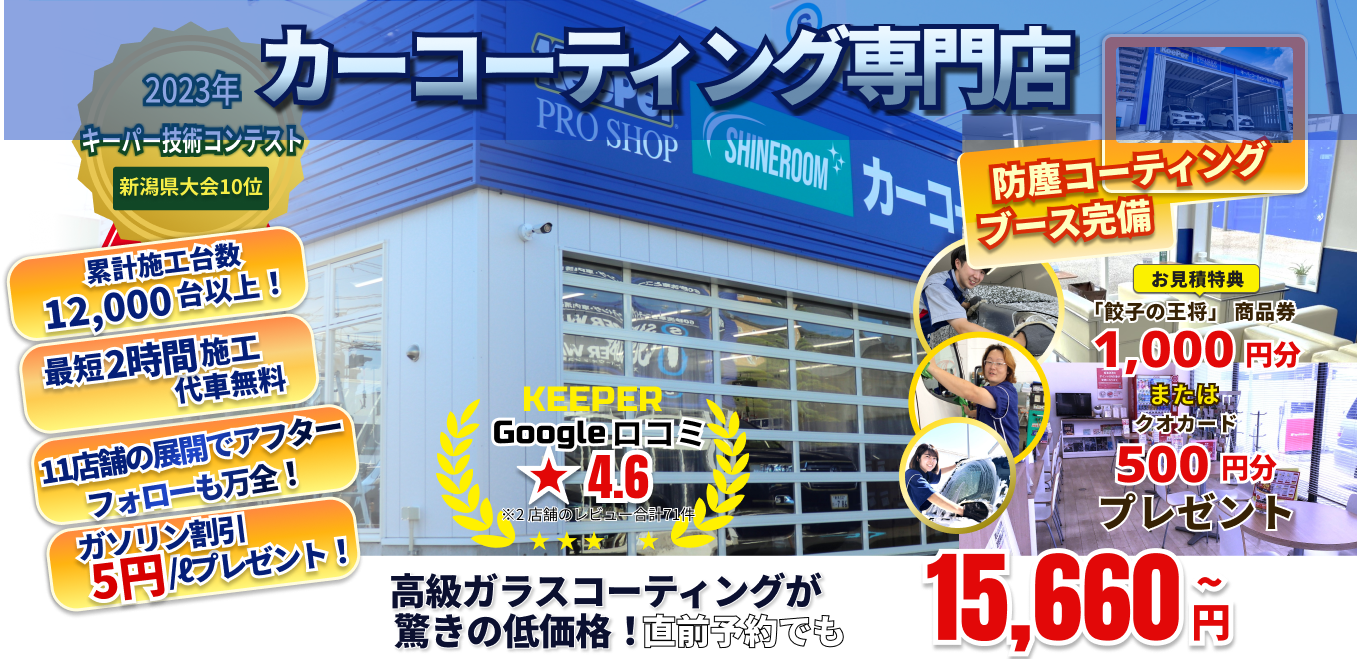 カーコーティング専門店
2023年
キーパー技術コンテスト
新潟県大会10位
KeePer
PRO SHOP
SHINEROOM
カーコー
KeePer
防塵コーティング
ブース完備
累計施工台数
12,000台以上！
最短2時間施工
代車無料
11店舗の展開でアフター
フォローも万全！
ガソリン割引
5円/ℓプレゼント！
KEEPER
Google口コミ
★4.6
※2店舗のレビュー合計71件
お見積特典
「餃子の王将」商品券
1,000円分
または
クオカード
500円分
プレゼント
高級ガラスコーティングが
驚きの低価格！直前予約でも
15,660円~